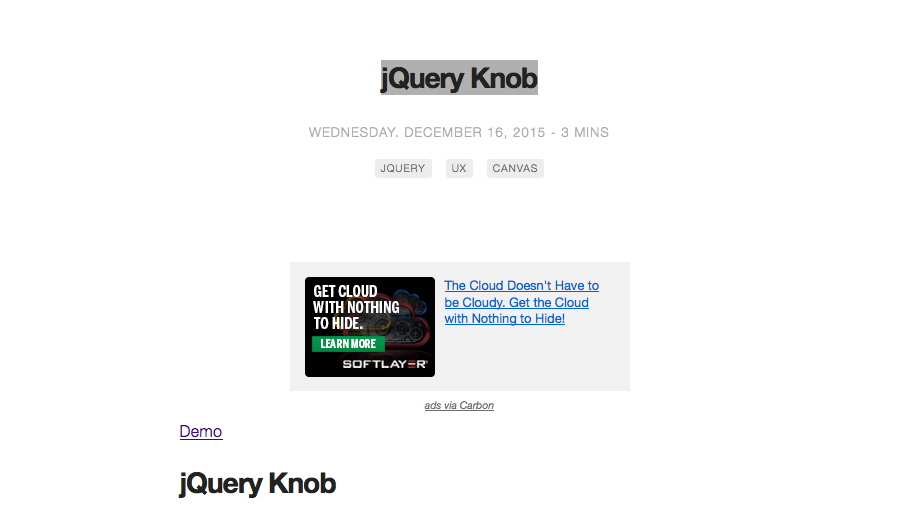 jQuery Knob
WEDNESDAY. DECEMBER 16, 2015 - 3 MINS
JQUERY UX CANVAS
GET CLOUD
WITH NOTHING
TO HIDE.
LEARN MORE
SOFTLAYER®
The Cloud Doesn't Have to
be Cloudy. Get the Cloud
with Nothing to Hide!
ads via Carbon
Demo
jQuery Knob